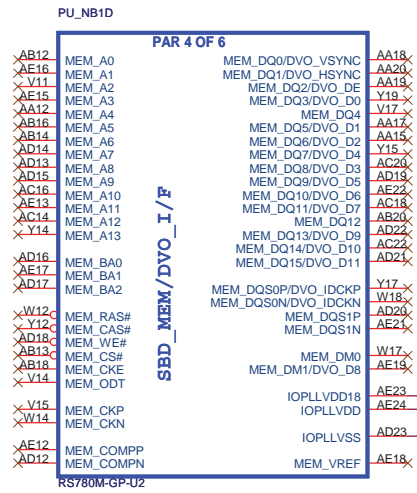 PU_NB1D
PAR 4 OF 6
AB12 MEM_A0 MEM_DQ0/DVO_VSYNC AA18
AE16 MEM_A1 MEM_DQ1/DVO_HSYNC AA20
V11 MEM_A2 MEM_DQ2/DVO_DE AA19
AE15 MEM_A3 MEM_DQ3/DVO_D0 Y19
AA12 MEM_A4 MEM_DQ4 V17
AB16 MEM_A5 MEM_DQ5/DVO_D1 AA17
AB14 MEM_A6 MEM_DQ6/DVO_D2 AA15
AD14 MEM_A7 MEM_DQ7/DVO_D4 Y15
AD13 MEM_A8 MEM_DQ8/DVO_D3 AC20
AD15 MEM_A9 MEM_DQ9/DVO_D5 AD19
AC16 MEM_A10 MEM_DQ10/DVO_D6 AE22
AE13 MEM_A11 MEM_DQ11/DVO_D7 AC18
AC14 MEM_A12 MEM_DQ12 AB20
Y14 MEM_A13 MEM_DQ13/DVO_D9 AD22
MEM_DQ14/DVO_D10 AC22
AD16 MEM_BA0 MEM_DQ15/DVO_D11 AD21
AE17 MEM_BA1
AD17 MEM_BA2 MEM_DQS0P/DVO_IDCKP Y17
MEM_DQS0N/DVO_IDCKN W18
W12 MEM_RAS# MEM_DQS1P AD20
Y12 MEM_CAS# MEM_DQS1N AE21
AD18 MEM_WE#
AB13 MEM_CS# MEM_DM0 W17
AB18 MEM_CKE MEM_DM1/DVO_D8 AE19
V14 MEM_ODT
IOPLLVDD18 AE23
V15 MEM_CKP IOPLLVDD AE24
W14 MEM_CKN
IOPLLVSS AD23
AE12 MEM_COMPP
AD12 MEM_COMPN MEM_VREF AE18
SBD_MEM/DVO_I/F
RS780M-GP-U2